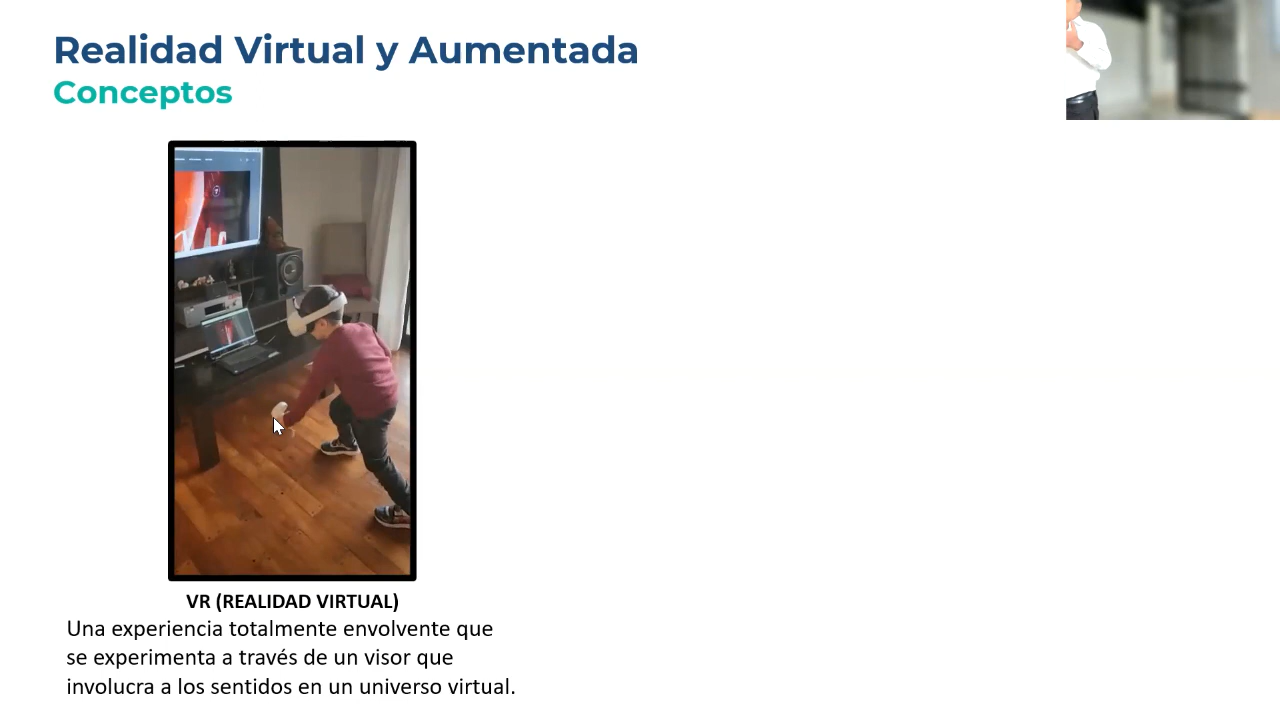 Realidad Virtual y Aumentada
Conceptos
VR (REALIDAD VIRTUAL)
Una experiencia totalmente envolvente que
se experimenta a través de un visor que
involucra a los sentidos en un universo virtual.